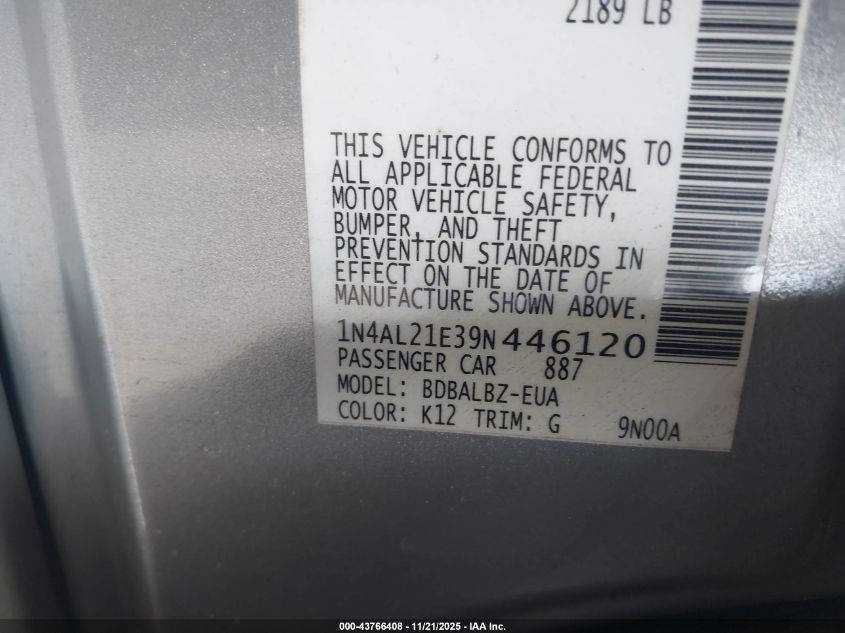 2189 LB
THIS VEHICLE CONFORMS TO
ALL APPLICABLE FEDERAL
MOTOR VEHICLE SAFETY,
BUMPER, AND THEFT
PREVENTION STANDARDS IN
EFFECT ON THE DATE OF
MANUFACTURE SHOWN ABOVE.
1N4AL21E39N446120
PASSENGER CAR 887
MODEL: BDBALBZ-EUA
COLOR: K12 TRIM: G 9N00A
000-43766408 - 11/21/2025 - IAA Inc.